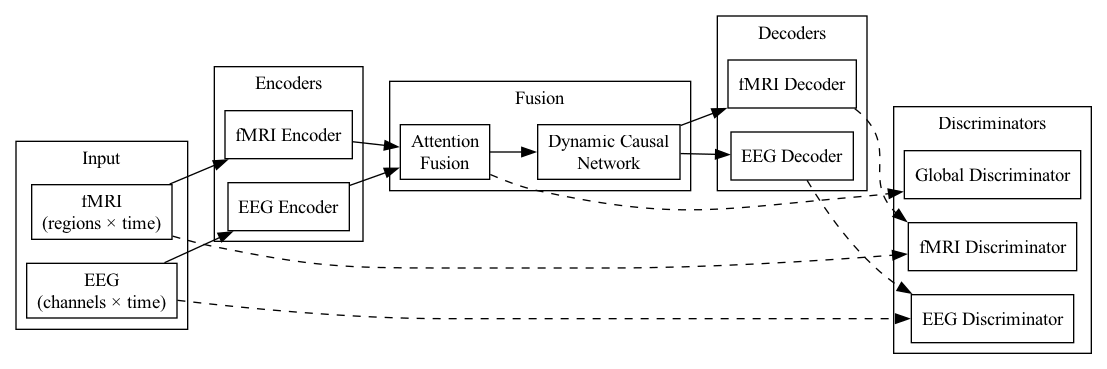 Input
fMRI
(regions × time)
EEG
(channels × time)
Encoders
fMRI Encoder
EEG Encoder
Fusion
Attention
Fusion
Dynamic Causal
Network
Decoders
fMRI Decoder
EEG Decoder
Discriminators
Global Discriminator
fMRI Discriminator
EEG Discriminator